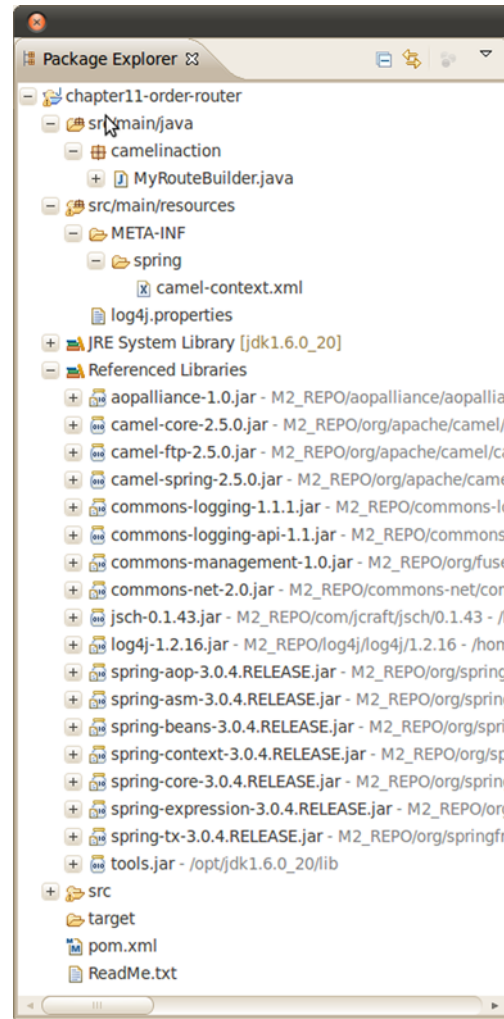 Package Explorer
chapter11-order-router
src/main/java
camelinaction
MyRouteBuilder.java
src/main/resources
META-INF
spring
camel-context.xml
log4j.properties
JRE System Library [jdk1.6.0_20]
Referenced Libraries
aopalliance-1.0.jar - M2_REPO/aopalliance/aopallia
camel-core-2.5.0.jar - M2_REPO/org/apache/camel/
camel-ftp-2.5.0.jar - M2_REPO/org/apache/camel/ca
camel-spring-2.5.0.jar - M2_REPO/org/apache/came
commons-logging-1.1.1.jar - M2_REPO/commons-lo
commons-logging-api-1.1.jar - M2_REPO/commons
commons-management-1.0.jar - M2_REPO/org/fuse
commons-net-2.0.jar - M2_REPO/commons-net/com
jsch-0.1.43.jar - M2_REPO/com/jcraft/jsch/0.1.43 - /
log4j-1.2.16.jar - M2_REPO/log4j/log4j/1.2.16 - /hom
spring-aop-3.0.4.RELEASE.jar - M2_REPO/org/spring
spring-asm-3.0.4.RELEASE.jar - M2_REPO/org/spring
spring-beans-3.0.4.RELEASE.jar - M2_REPO/org/spri
spring-context-3.0.4.RELEASE.jar - M2_REPO/org/sp
spring-core-3.0.4.RELEASE.jar - M2_REPO/org/spring
spring-expression-3.0.4.RELEASE.jar - M2_REPO/org
spring-tx-3.0.4.RELEASE.jar - M2_REPO/org/springfr
tools.jar - /opt/jdk1.6.0_20/lib
src
target
pom.xml
ReadMe.txt